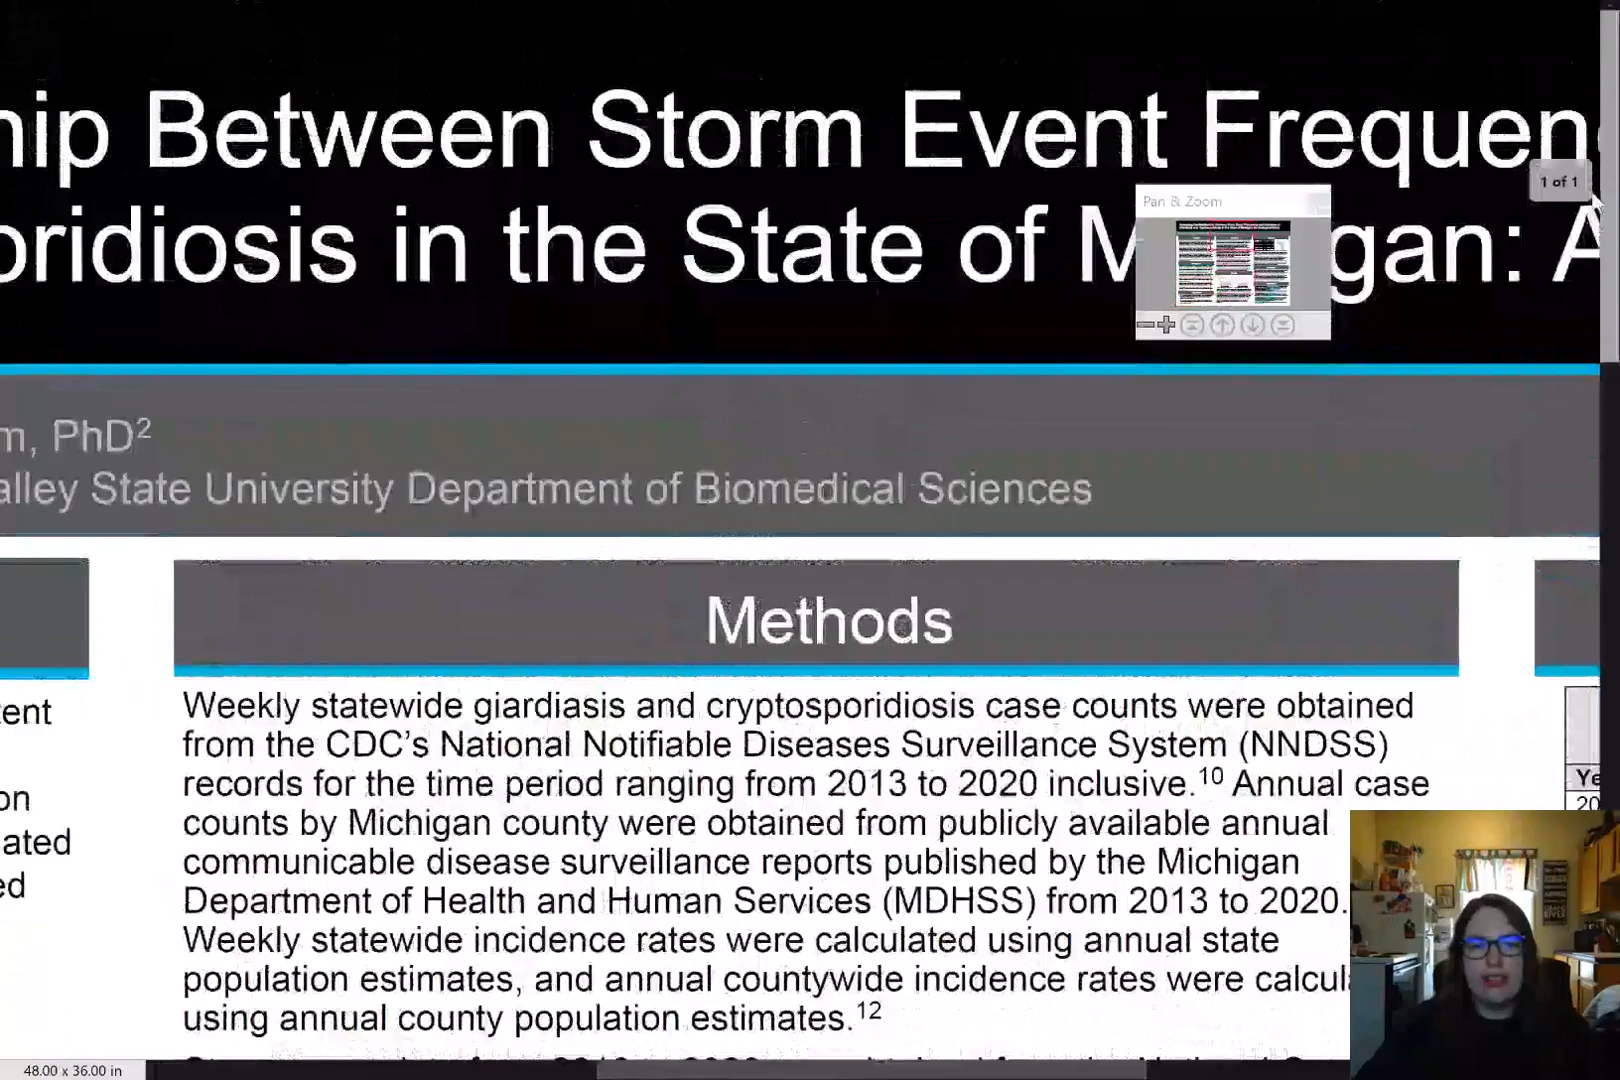 hip Between Storm Event Frequenc
1 of 1
Pan & Zoom
oridiosis in the State of M gan: A
m, PhD²
alley State University Department of Biomedical Sciences
Methods
Weekly statewide giardiasis and cryptosporidiosis case counts were obtained
from the CDC’s National Notifiable Diseases Surveillance System (NNDSS)
records for the time period ranging from 2013 to 2020 inclusive.¹⁰ Annual case
counts by Michigan county were obtained from publicly available annual
communicable disease surveillance reports published by the Michigan
Department of Health and Human Services (MDHSS) from 2013 to 2020.
Weekly statewide incidence rates were calculated using annual state
population estimates, and annual countywide incidence rates were calcul
using annual county population estimates.¹²
tent
on
ated
ed
Ye
20
48.00 x 36.00 in